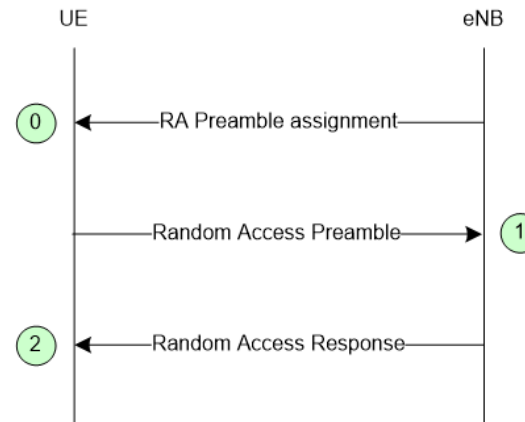 UE
eNB
0
RA Preamble assignment
Random Access Preamble
1
2
Random Access Response